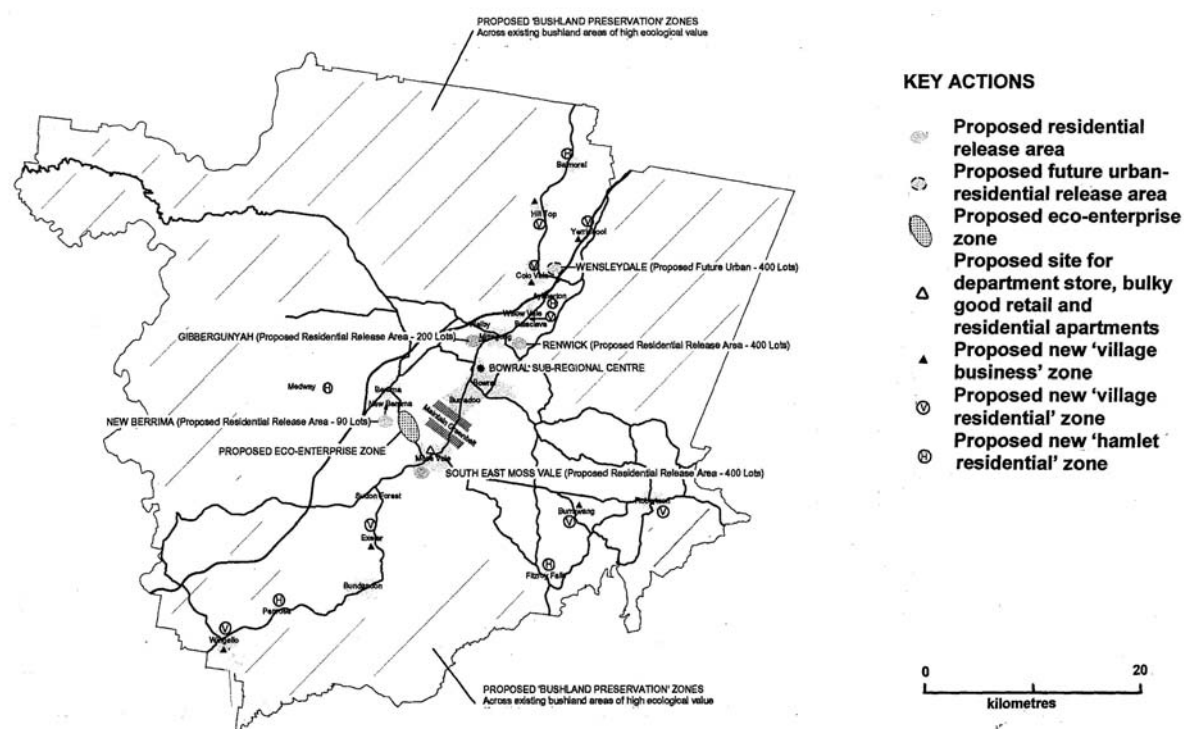 PROPOSED 'BUSHLAND PRESERVATION' ZONES
Across existing bushland areas of high ecological value
KEY ACTIONS
Proposed residential
release area
Proposed future urban-
residential release area
Proposed eco-enterprise
zone
Proposed site for
department store, bulky
good retail and
residential apartments
Proposed new 'village
business' zone
V
Proposed new 'village
residential' zone
H
Proposed new 'hamlet
residential' zone
H
Balmoral
Hill Top
V
V
Yerrinbool
V
WENSLEYDALE (Proposed Future Urban - 400 Lots)
Colo Vale
H
Willow Vale
V
GIBBERGUNYAH (Proposed Residential Release Area - 200 Lots)
RENWICK (Proposed Residential Release Area - 400 Lots)
BOWRAL SUB-REGIONAL CENTRE
Bowral
Medway
H
Berrima
New Berrima
Burradoo
NEW BERRIMA (Proposed Residential Release Area - 90 Lots)
Maintain Greenbelt
PROPOSED ECO-ENTERPRISE ZONE
Moss Vale
SOUTH EAST MOSS VALE (Proposed Residential Release Area - 400 Lots)
Sutton Forest
V
Exeter
Burrawang
V
Robertson
V
H
Fitzroy Falls
Bundanoon
H
Penrose
V
Wingello
PROPOSED 'BUSHLAND PRESERVATION' ZONES
Across existing bushland areas of high ecological value
0
20
kilometres